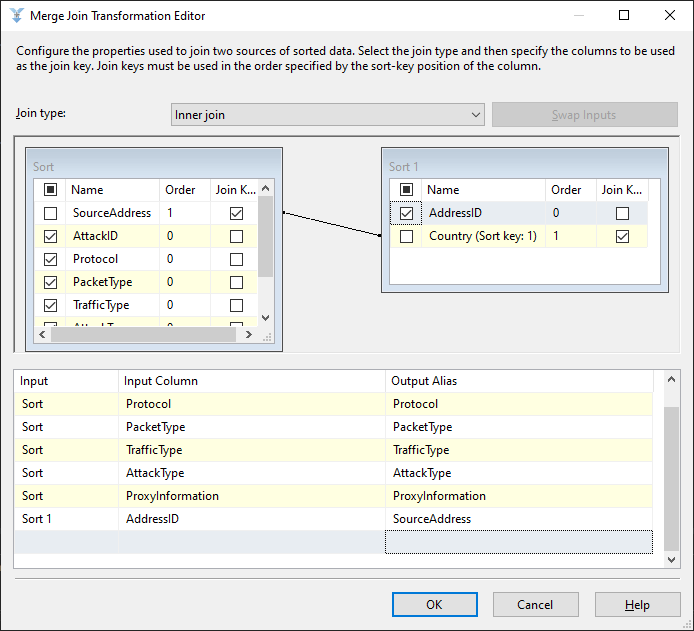 Merge Join Transformation Editor
Configure the properties used to join two sources of sorted data. Select the join type and then specify the columns to be used
as the join key. Join keys must be used in the order specified by the sort-key position of the column.
Join type:
Inner join
Swap Inputs
Sort
Name Order Join K...
SourceAddress 1
AttackID 0
Protocol 0
PacketType 0
TrafficType 0
Sort 1
Name Order Join K...
AddressID 0
Country (Sort key: 1) 1
Input Input Column Output Alias
Sort Protocol Protocol
Sort PacketType PacketType
Sort TrafficType TrafficType
Sort AttackType AttackType
Sort ProxyInformation ProxyInformation
Sort 1 AddressID SourceAddress
OK
Cancel
Help